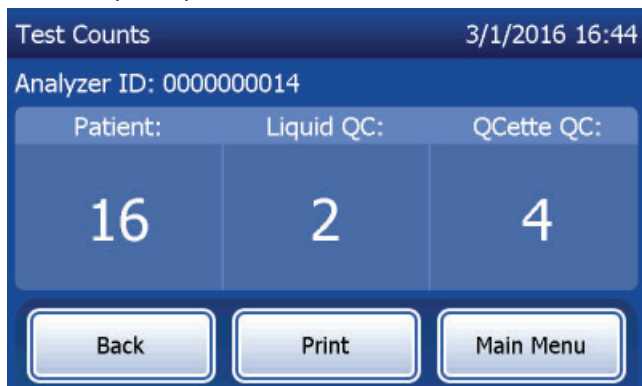 Test Counts 3/1/2016 16:44
Analyzer ID: 0000000014
Patient: Liquid QC: QCette QC:
16 2 4
Back Print Main Menu